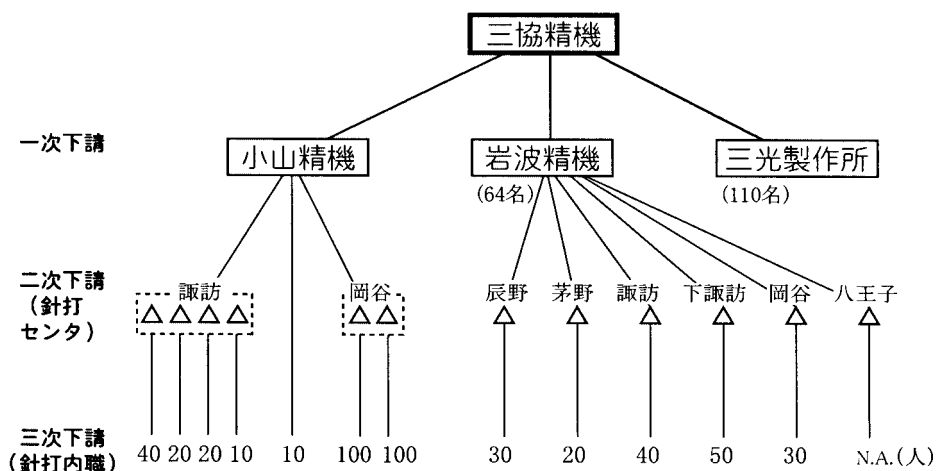 三協精機
一次下請
小山精機
岩波精機
三光製作所
(64名)
(110名)
二次下請
(針打
センタ)
諏訪
岡谷
辰野
茅野
諏訪
下諏訪
岡谷
八王子
三次下請
(針打内職)
40 20 20 10 10 100 100 30 20 40 50 30 N.A.(人)